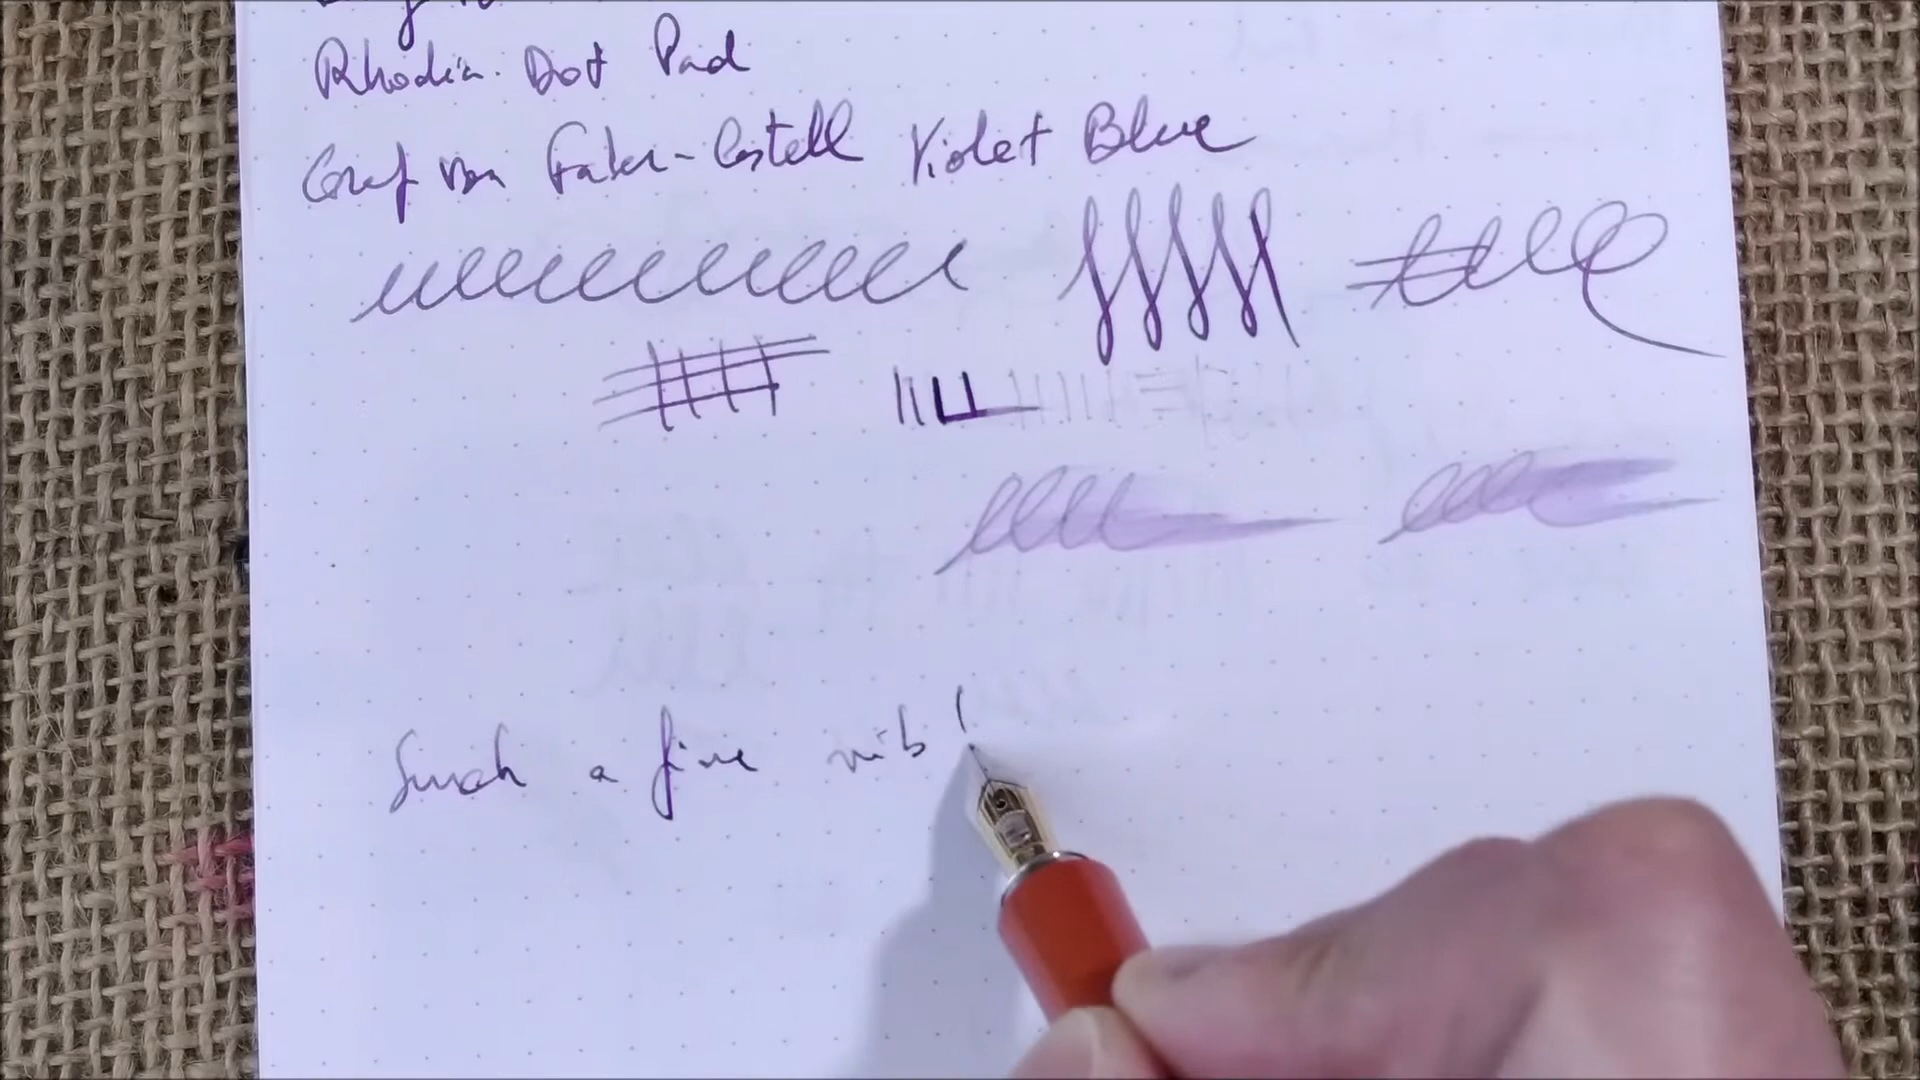 Rhodia Dot Pad
Graf von Faber-Castell Violet Blue
Such a fine nib!